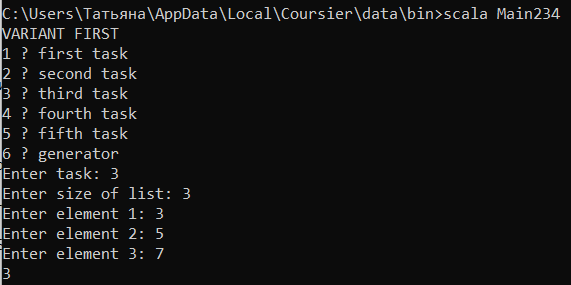 C:\Users\Татьяна\AppData\Local\Coursier\data\bin>scala Main234
VARIANT FIRST
1 ? first task
2 ? second task
3 ? third task
4 ? fourth task
5 ? fifth task
6 ? generator
Enter task: 3
Enter size of list: 3
Enter element 1: 3
Enter element 2: 5
Enter element 3: 7
3